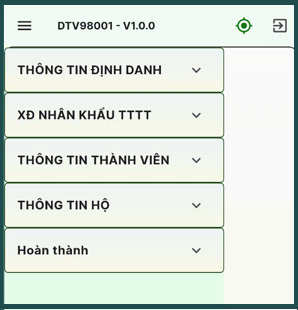 DTV98001 - V1.0.0
THÔNG TIN ĐỊNH DANH
XĐ NHÂN KHẨU TTTT
THÔNG TIN THÀNH VIÊN
THÔNG TIN HỘ
Hoàn thành